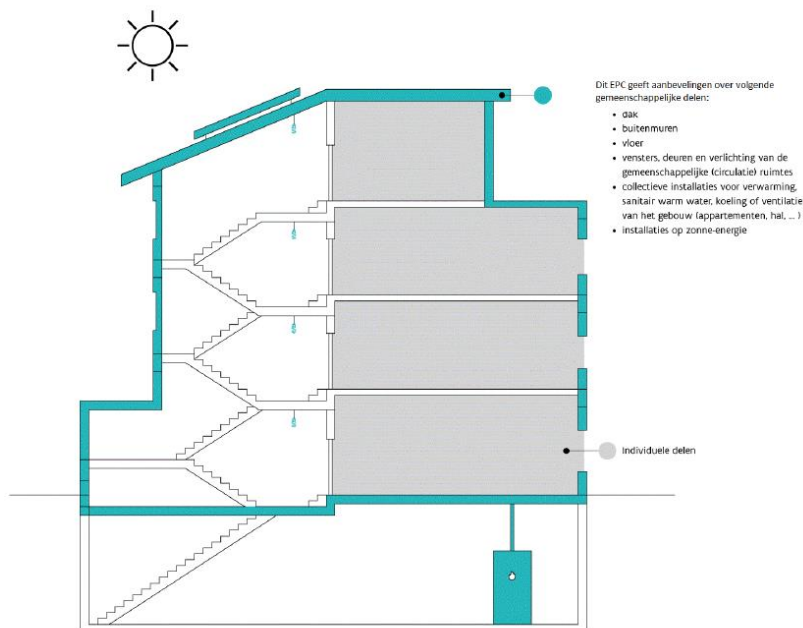 Dit EPC geeft aanbevelingen over volgende
gemeenschappelijke delen:
• dak
• buitenmuren
• vloer
• vensters, deuren en verlichting van de
gemeenschappelijke (circulatie) ruimtes
• collectieve installaties voor verwarming,
sanitair warm water, koeling of ventilatie
van het gebouw (appartementen, hal, ... )
• installaties op zonne-energie
Individuele delen